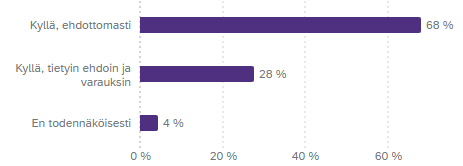 Kyllä, ehdottomasti 68 %
Kyllä, tietyin ehdoin ja
varauksin 28 %
En todennäköisesti 4 %
0 % 20 % 40 % 60 %